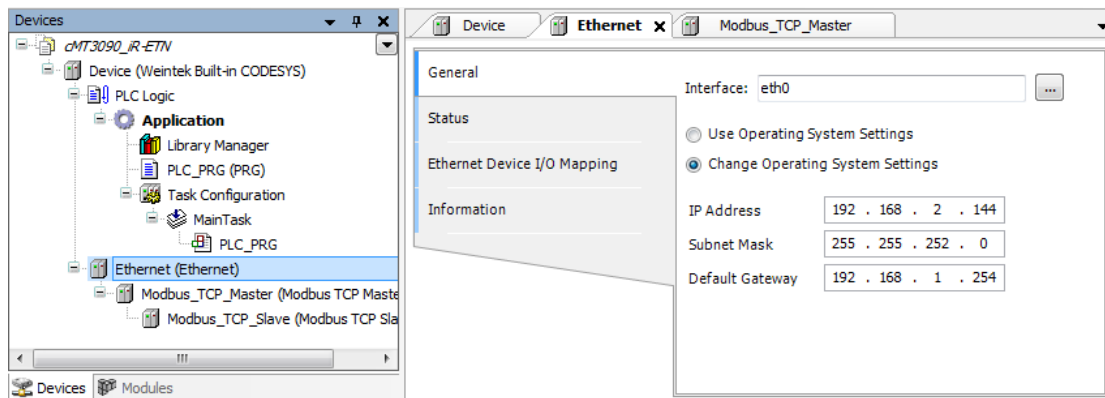 Devices
cMT3090_iR-ETN
Device (Weintek Built-in CODESYS)
PLC Logic
Application
Library Manager
PLC_PRG (PRG)
Task Configuration
MainTask
PLC_PRG
Ethernet (Ethernet)
Modbus_TCP_Master (Modbus TCP Maste
Modbus_TCP_Slave (Modbus TCP Sla
Devices
Modules
Device
Ethernet
Modbus_TCP_Master
General
Status
Ethernet Device I/O Mapping
Information
Interface: eth0 ...
Use Operating System Settings
Change Operating System Settings
IP Address 192 . 168 . 2 . 144
Subnet Mask 255 . 255 . 252 . 0
Default Gateway 192 . 168 . 1 . 254